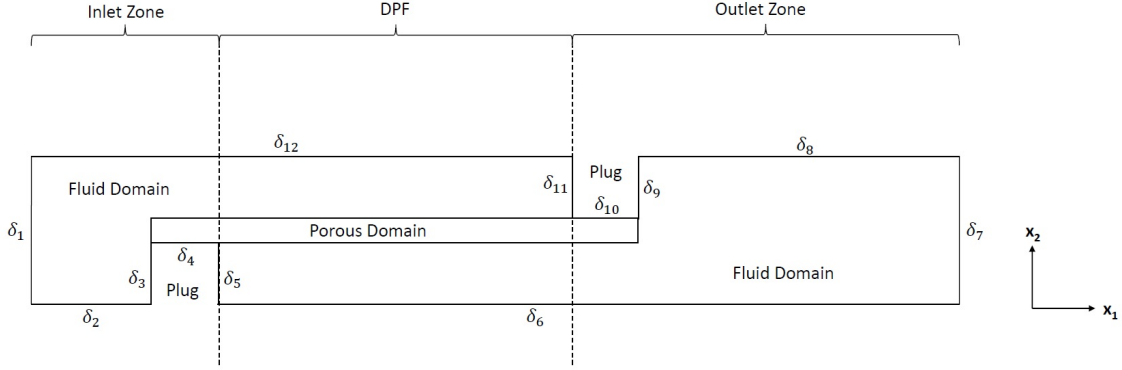 Inlet Zone
DPF
Outlet Zone
δ12
δ8
Plug
Fluid Domain
δ11
δ9
δ10
δ1
Porous Domain
δ7
x2
δ4
δ3
δ5
Fluid Domain
Plug
x1
δ2
δ6